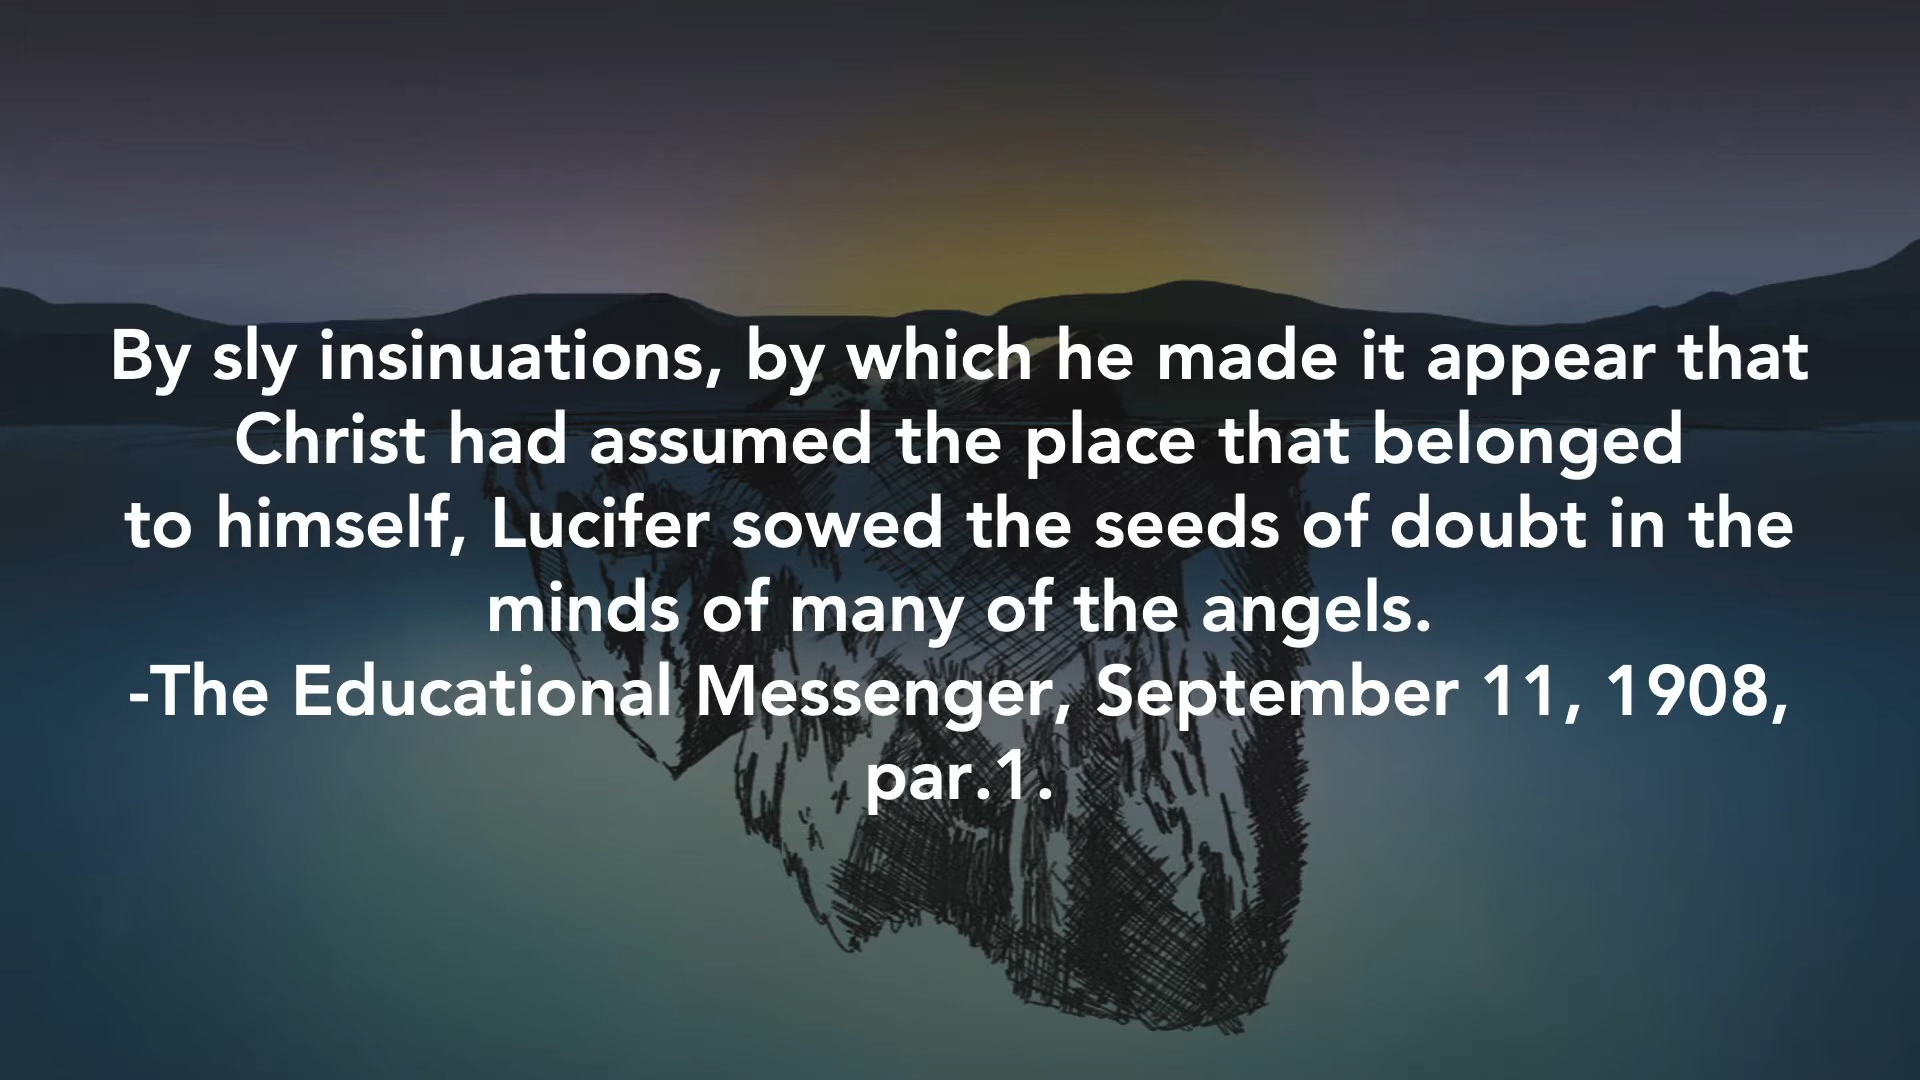 By sly insinuations, by which he made it appear that
Christ had assumed the place that belonged
to himself, Lucifer sowed the seeds of doubt in the
minds of many of the angels.
-The Educational Messenger, September 11, 1908,
par.1.